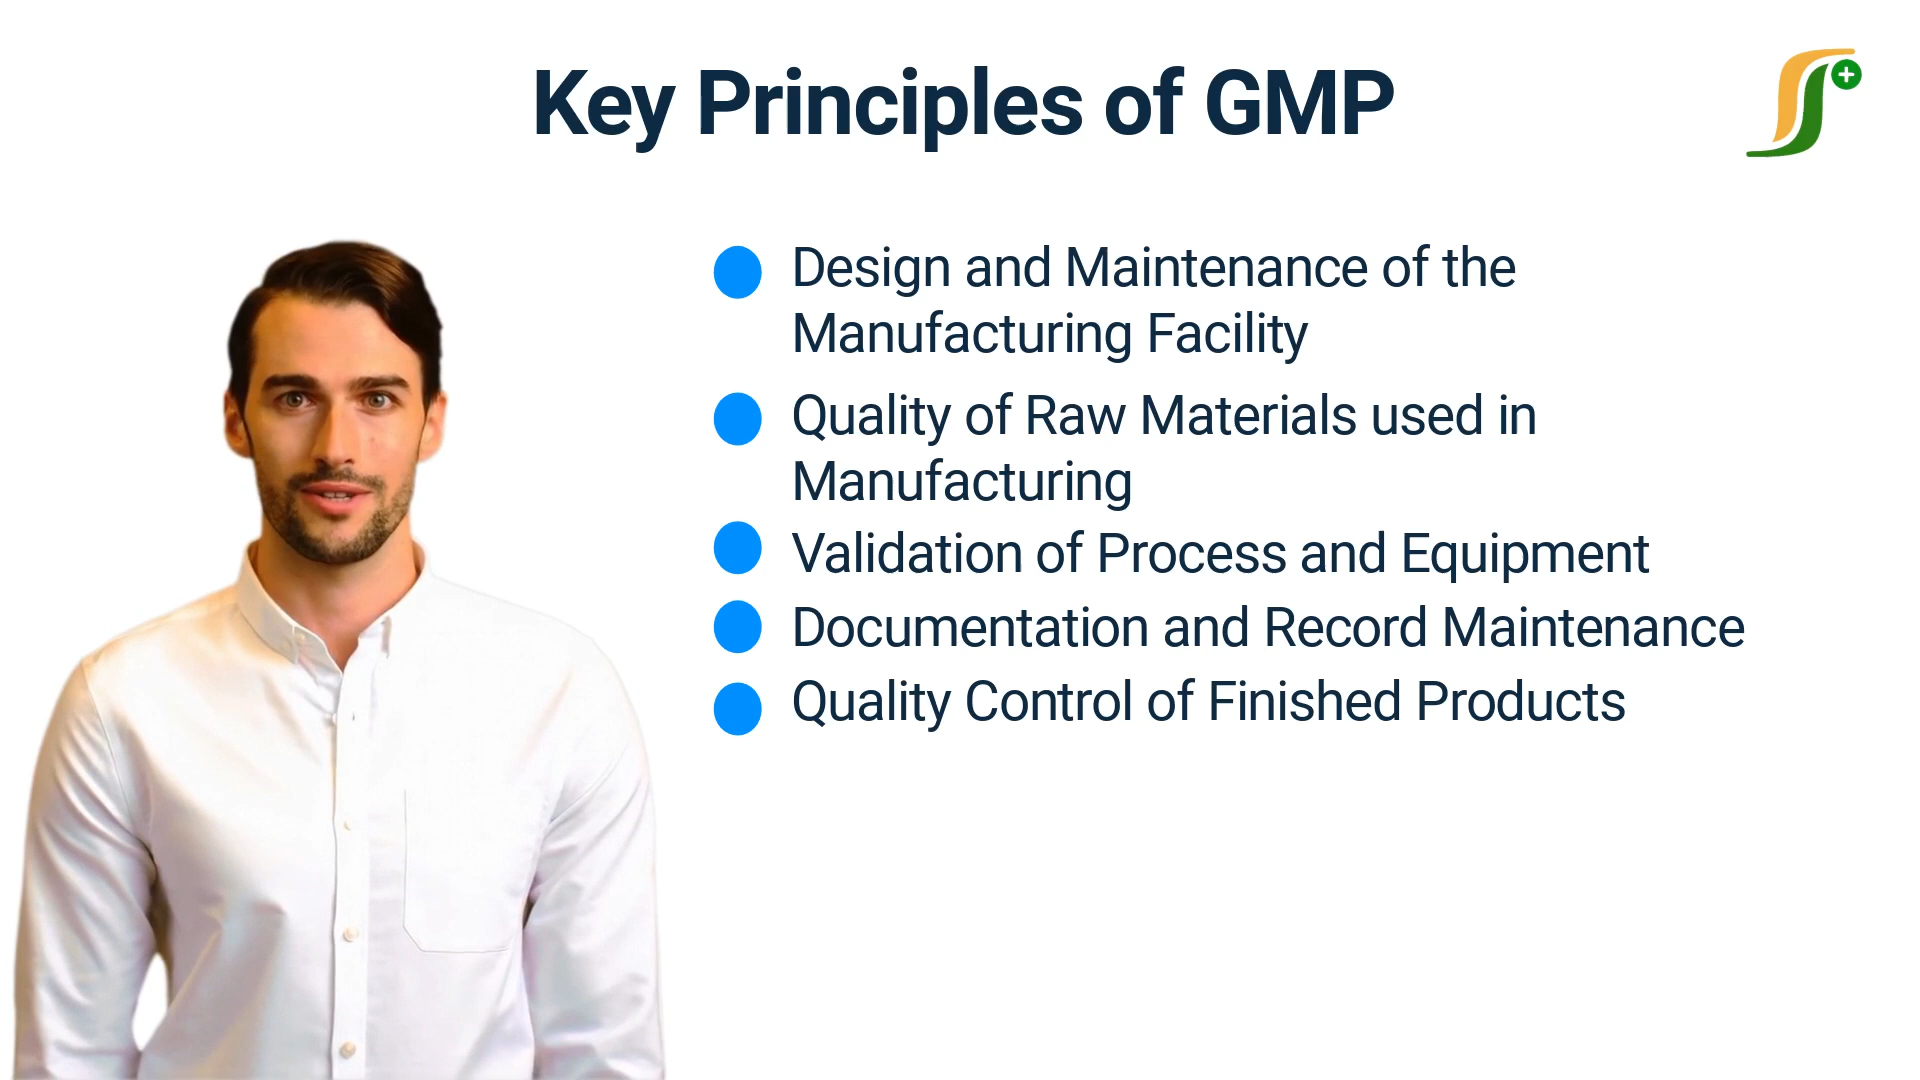 Key Principles of GMP
Design and Maintenance of the
Manufacturing Facility
Quality of Raw Materials used in
Manufacturing
Validation of Process and Equipment
Documentation and Record Maintenance
Quality Control of Finished Products